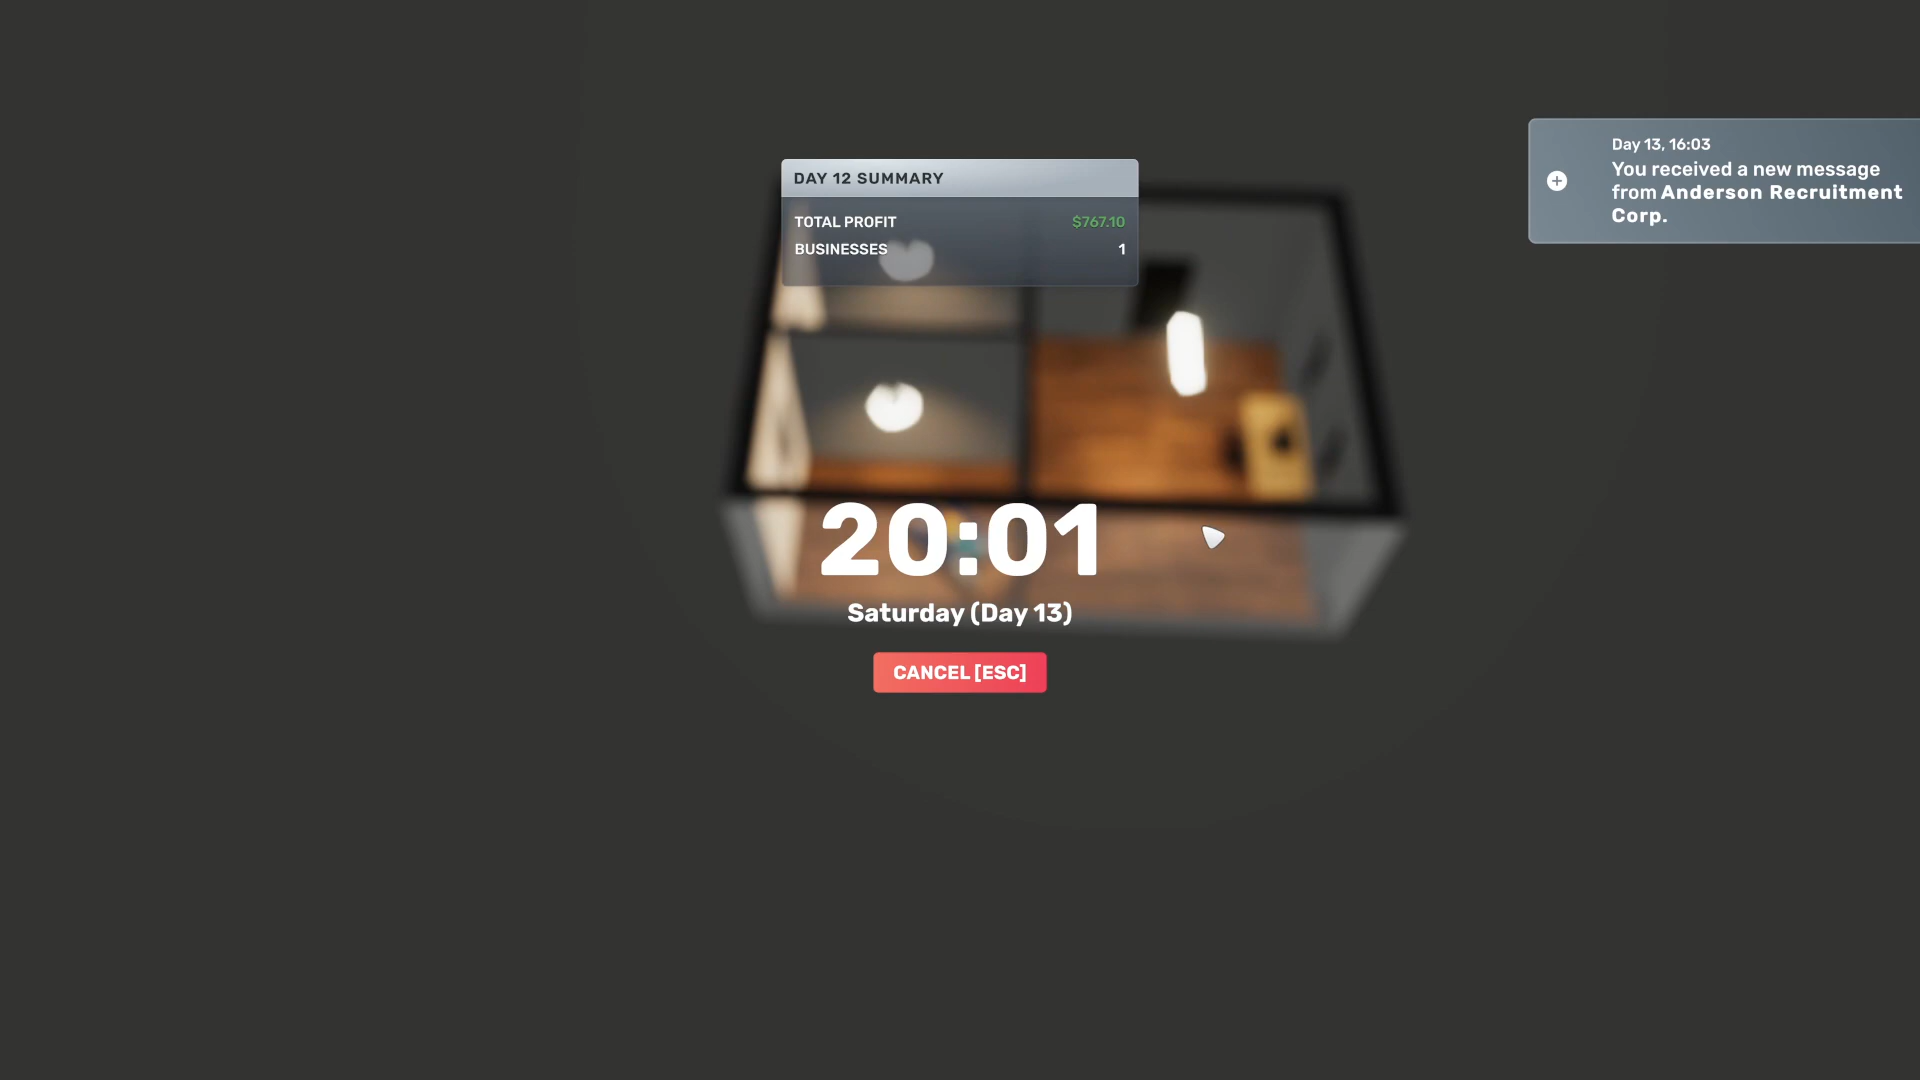 DAY 12 SUMMARY
TOTAL PROFIT $767.10
BUSINESSES 1
Day 13, 16:03
You received a new message
from Anderson Recruitment
Corp.
20:01
Saturday (Day 13)
CANCEL [ESC]